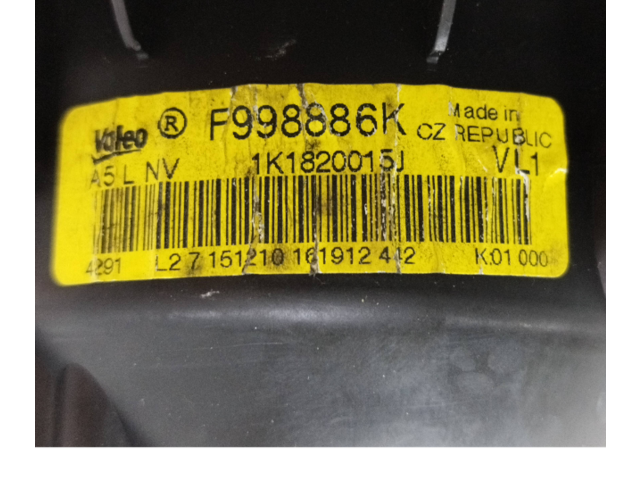 Valeo ® F998886K Made in
CZ REPUBLIC
A5 L NV 1K1820015J VL1
4291 L2 7 151210 161912 442 K01 000